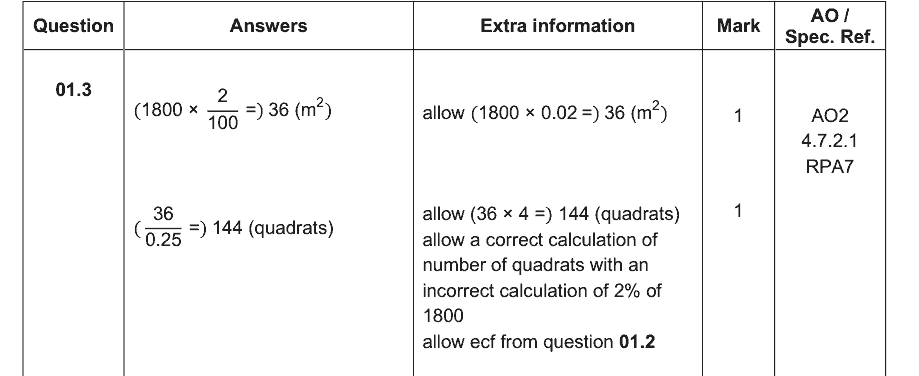 Question Answers Extra information Mark AO /
Spec. Ref.
01.3
(1800 × 2/100 =) 36 (m²) allow (1800 × 0.02 =) 36 (m²) 1 AO2
4.7.2.1
RPA7
(36/0.25 =) 144 (quadrats) allow (36 × 4 =) 144 (quadrats) 1
allow a correct calculation of
number of quadrats with an
incorrect calculation of 2% of
1800
allow ecf from question 01.2